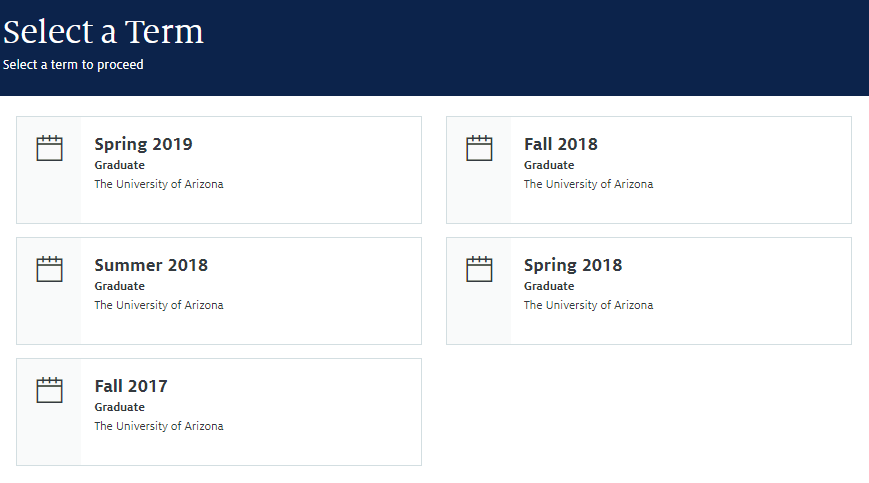 Select a Term
Select a term to proceed
Spring 2019
Graduate
The University of Arizona
Fall 2018
Graduate
The University of Arizona
Summer 2018
Graduate
The University of Arizona
Spring 2018
Graduate
The University of Arizona
Fall 2017
Graduate
The University of Arizona